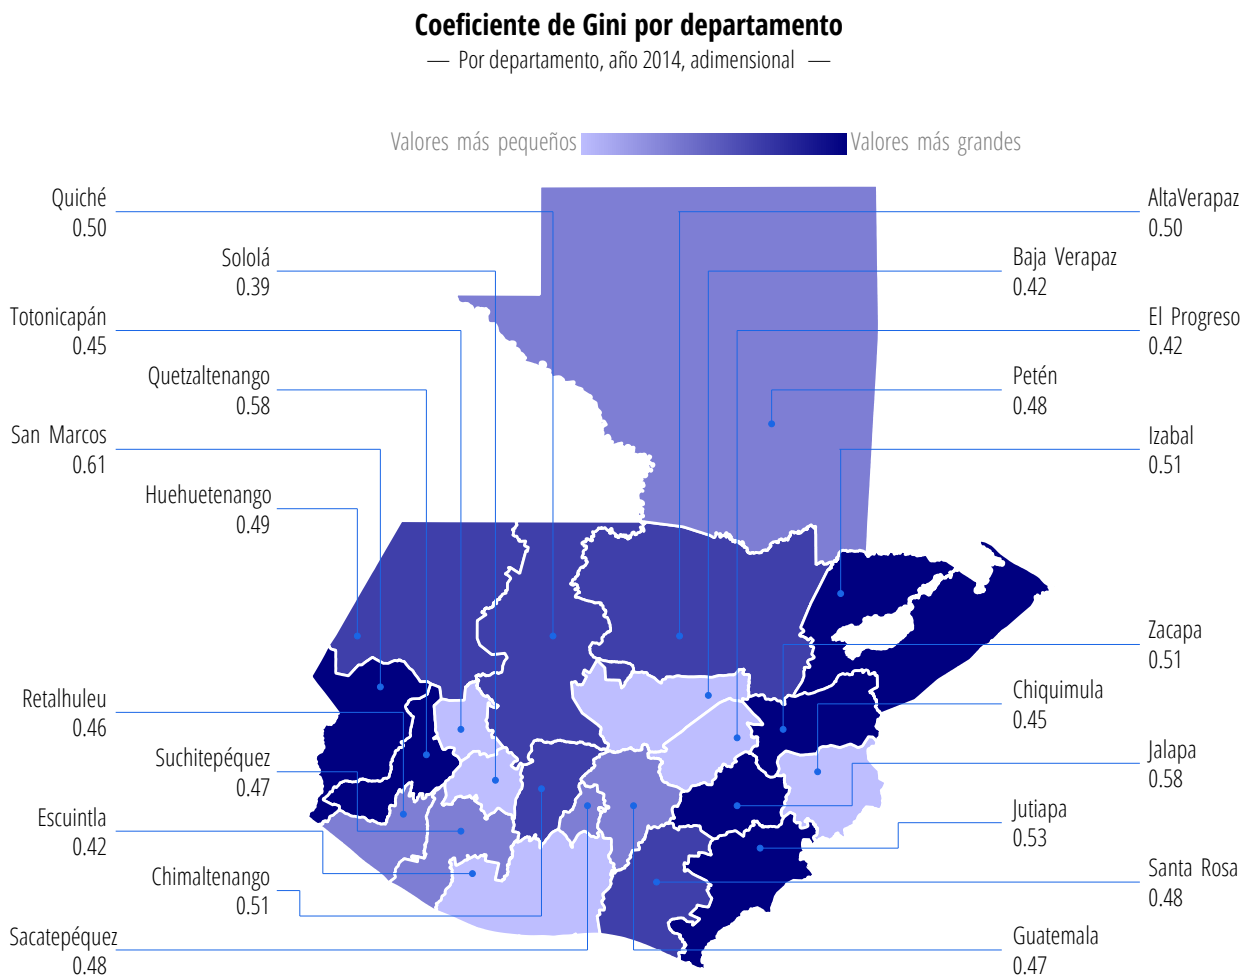 Coeficiente de Gini por departamento
— Por departamento, año 2014, adimensional —
Valores más pequeños
Valores más grandes
Quiché
0.50
Sololá
0.39
Totonicapán
0.45
Quetzaltenango
0.58
San Marcos
0.61
Huehuetenango
0.49
Retalhuleu
0.46
Suchitepéquez
0.47
Escuintla
0.42
Chimaltenango
0.51
Sacatepéquez
0.48
AltaVerapaz
0.50
Baja Verapaz
0.42
El Progreso
0.42
Petén
0.48
Izabal
0.51
Zacapa
0.51
Chiquimula
0.45
Jalapa
0.58
Jutiapa
0.53
Santa Rosa
0.48
Guatemala
0.47